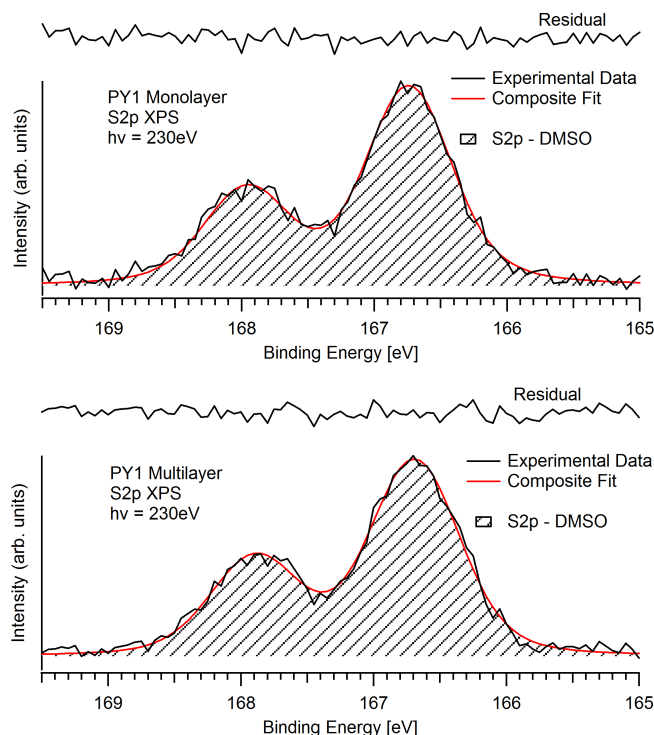 Residual
Experimental Data
Composite Fit
S2p - DMSO
PY1 Monolayer
S2p XPS
hv = 230eV
Intensity (arb. units)
169 168 167 166 165
Binding Energy [eV]
Residual
Experimental Data
Composite Fit
S2p - DMSO
PY1 Multilayer
S2p XPS
hv = 230eV
Intensity (arb. units)
169 168 167 166 165
Binding Energy [eV]